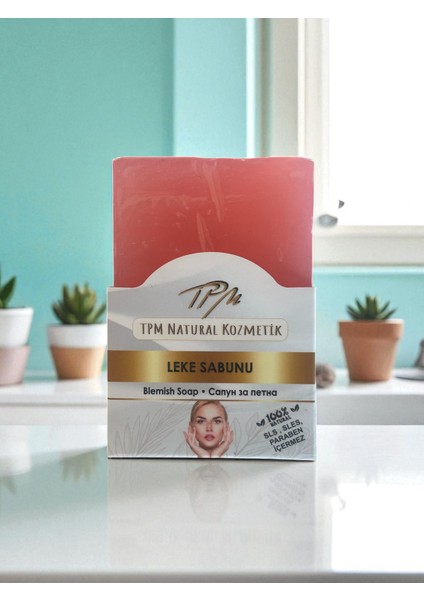 TPM
TPM NATURAL KOZMETİK
LEKE SABUNU
Blemish Soap • Сапун за петна
100%
NATURAL
SLS , SLES,
PARABEN
İÇERMEZ